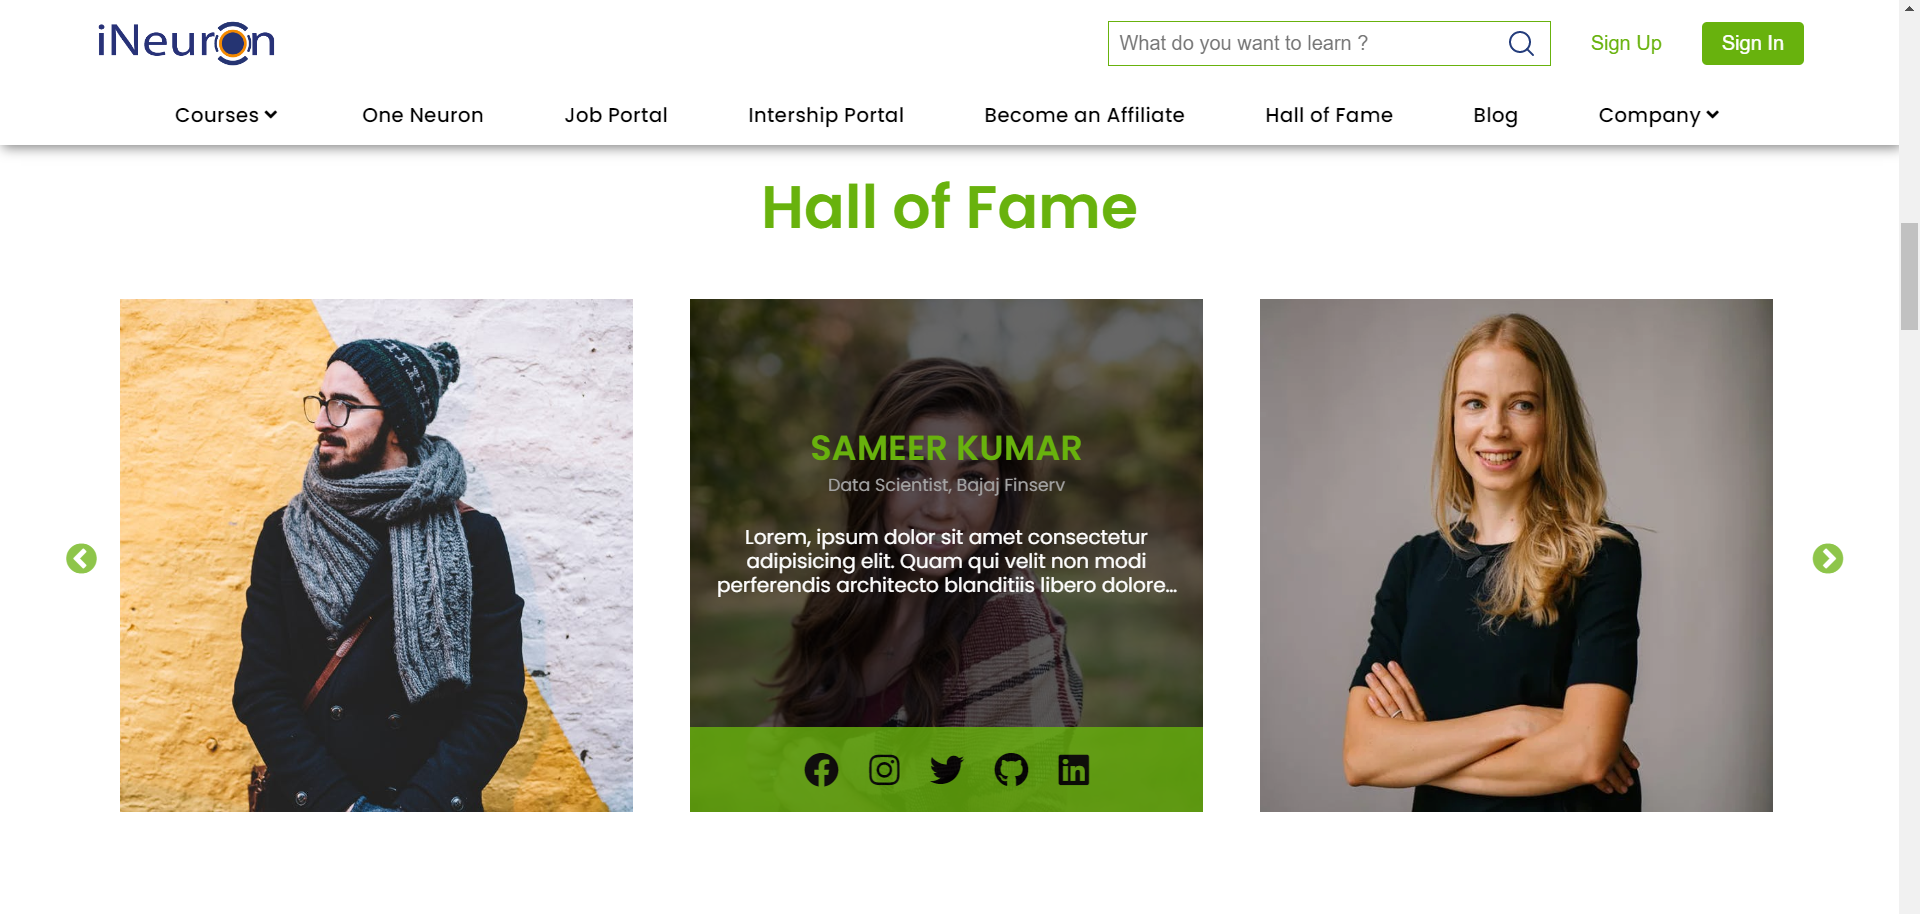 iNeuron
What do you want to learn ?
Sign Up
Sign In
Courses
One Neuron
Job Portal
Intership Portal
Become an Affiliate
Hall of Fame
Blog
Company
Hall of Fame
SAMEER KUMAR
Data Scientist, Bajaj Finserv
Lorem, ipsum dolor sit amet consectetur
adipisicing elit. Quam qui velit non modi
perferendis architecto blanditiis libero dolore...